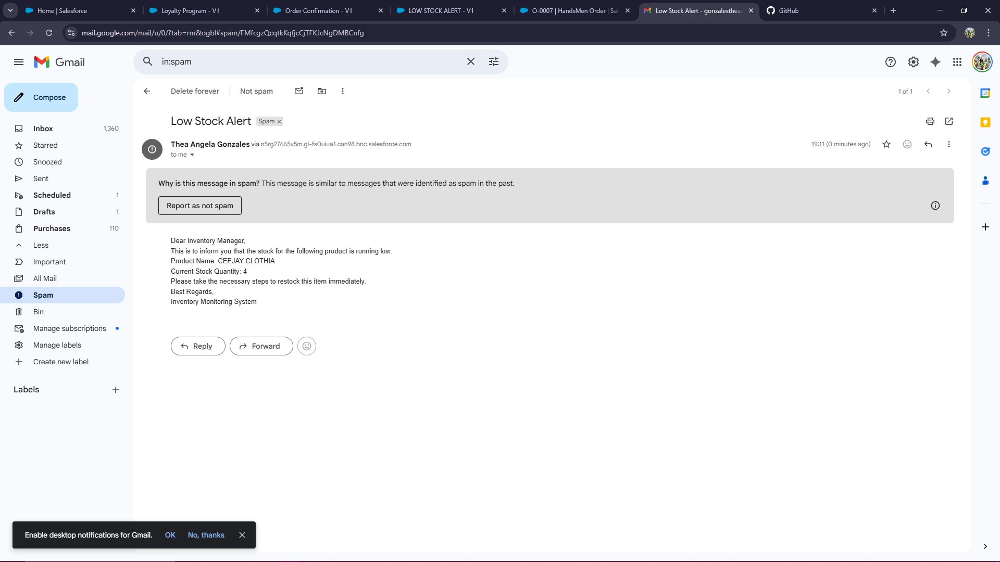 Home | Salesforce
Loyalty Program - V1
Order Confirmation - V1
LOW STOCK ALERT - V1
O-0007 | HandsMen Order | Sa
Low Stock Alert - gonzalesthea
GitHub
mail.google.com/mail/u/0/?tab=rm&ogbl#spam/FMfcgzQcqtkKqfjcCjTFKJcNgDMBCnfg
Gmail
in:spam
Compose
Delete forever
Not spam
1 of 1
Low Stock Alert
Spam ×
Inbox 1,360
Starred
Snoozed
Sent
Scheduled 1
Drafts 1
Purchases 110
Less
Important
All Mail
Spam
Bin
Manage subscriptions
Manage labels
Create new label
Labels
Thea Angela Gonzales via n5rg27665v5m.gl-fs0uiua1.can98.bnc.salesforce.com
19:11 (0 minutes ago)
to me
Why is this message in spam? This message is similar to messages that were identified as spam in the past.
Report as not spam
Dear Inventory Manager,
This is to inform you that the stock for the following product is running low:
Product Name: CEEJAY CLOTHIA
Current Stock Quantity: 4
Please take the necessary steps to restock this item immediately.
Best Regards,
Inventory Monitoring System
Reply
Forward
Enable desktop notifications for Gmail. OK No, thanks
31